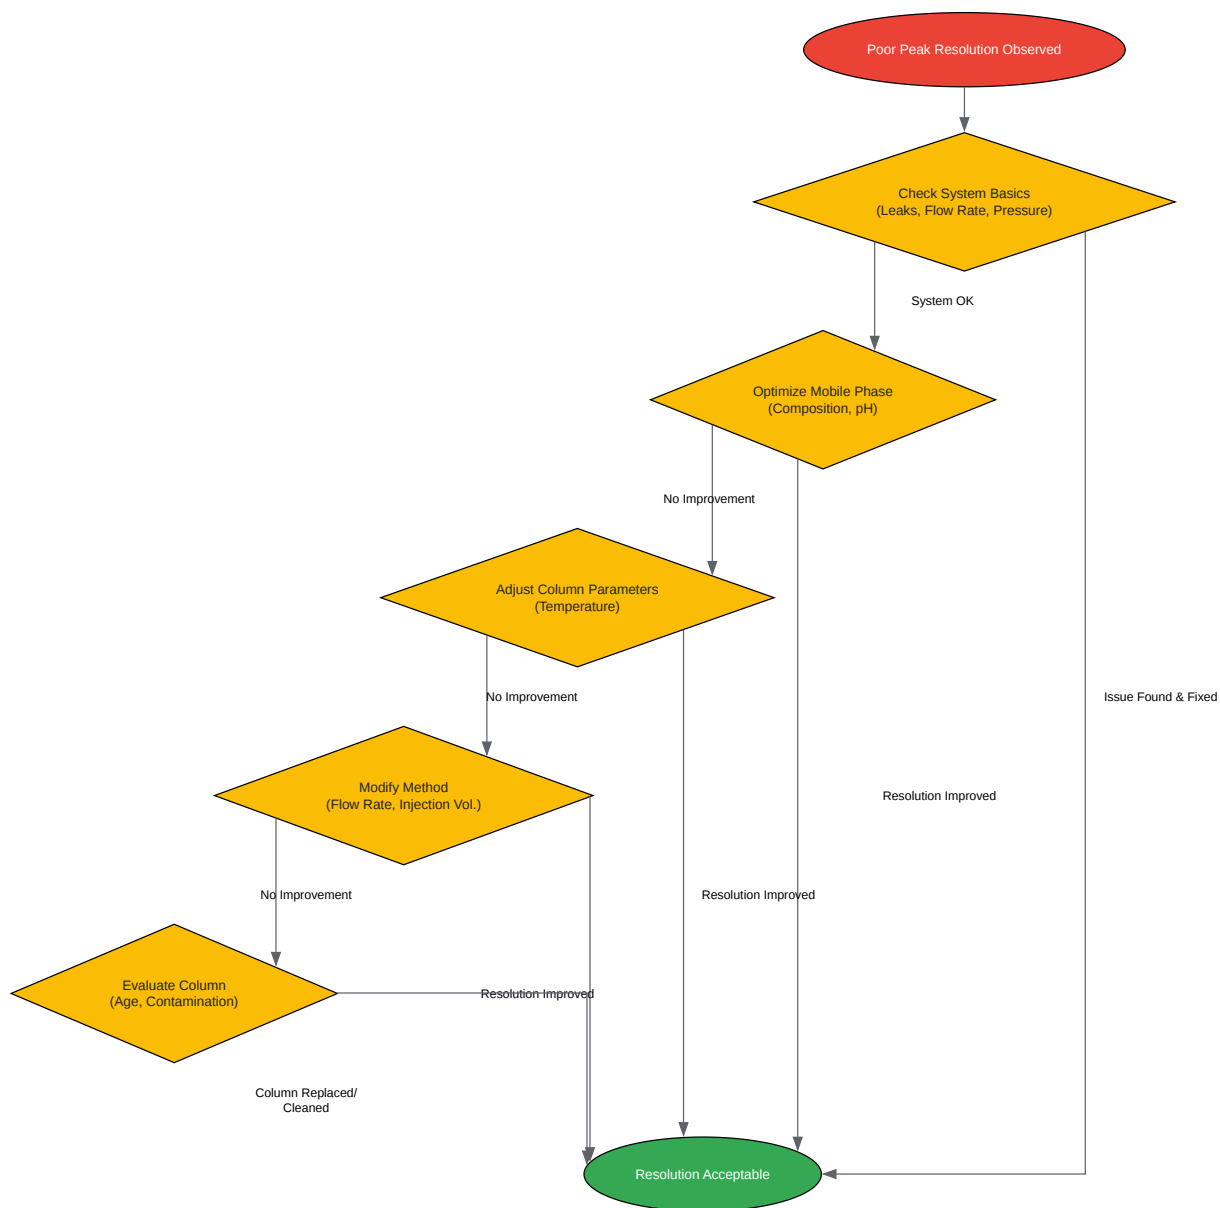 Poor Peak Resolution Observed
Check System Basics
(Leaks, Flow Rate, Pressure)
System OK
Optimize Mobile Phase
(Composition, pH)
No Improvement
Adjust Column Parameters
(Temperature)
No Improvement
Issue Found & Fixed
Modify Method
(Flow Rate, Injection Vol.)
Resolution Improved
No Improvement
Resolution Improved
Evaluate Column
(Age, Contamination)
Resolution Improved
Column Replaced/
Cleaned
Resolution Acceptable